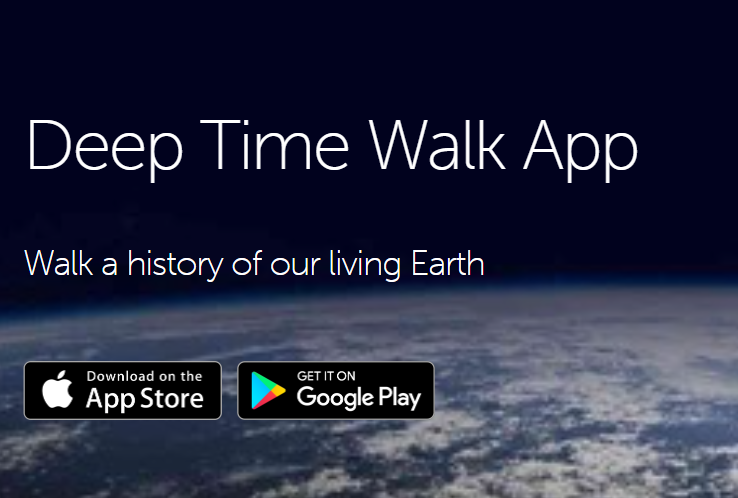 Deep Time Walk App
Walk a history of our living Earth
Download on the
App Store
GET IT ON
Google Play